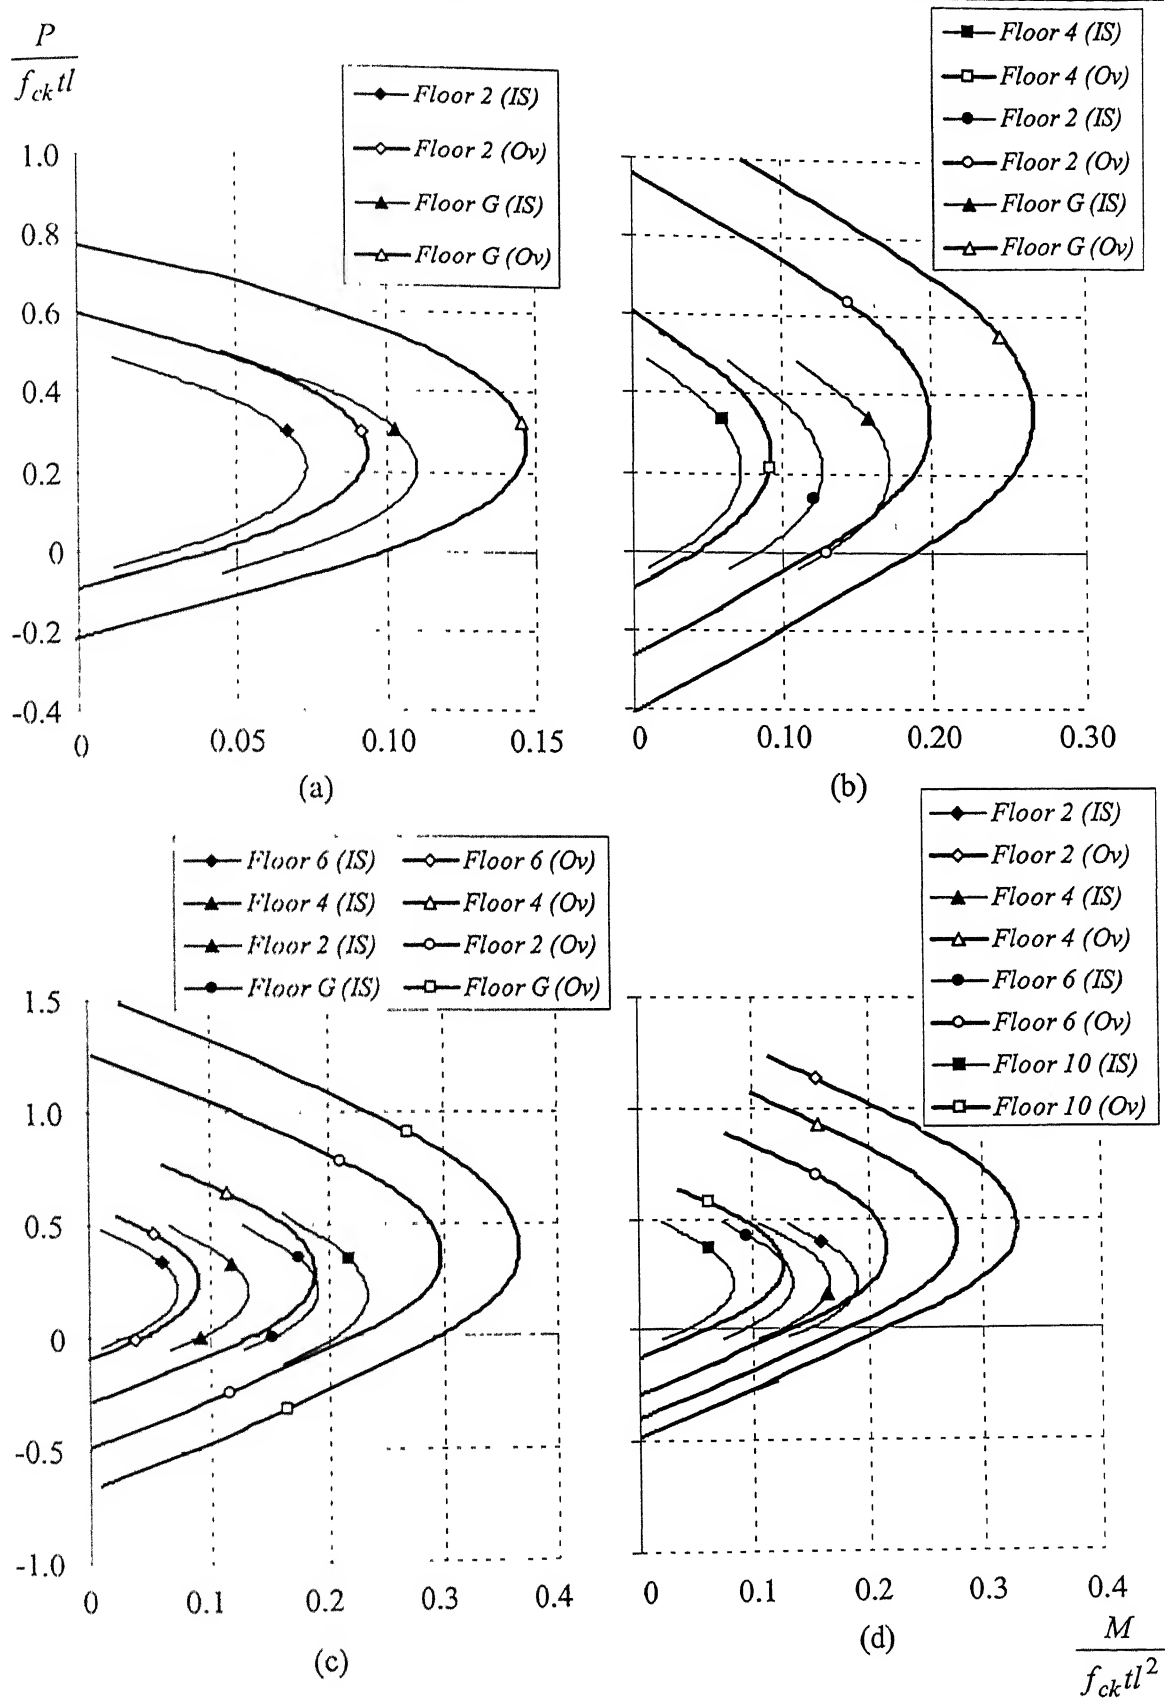 P
f_ck tl
Floor 2 (IS)
Floor 2 (Ov)
Floor G (IS)
Floor G (Ov)
1.0
0.8
0.6
0.4
0.2
0
-0.2
-0.4
0
0.05
0.10
0.15
(a)
Floor 4 (IS)
Floor 4 (Ov)
Floor 2 (IS)
Floor 2 (Ov)
Floor G (IS)
Floor G (Ov)
0
0.10
0.20
0.30
(b)
Floor 6 (IS)
Floor 6 (Ov)
Floor 4 (IS)
Floor 4 (Ov)
Floor 2 (IS)
Floor 2 (Ov)
Floor G (IS)
Floor G (Ov)
1.5
1.0
0.5
0
-0.5
-1.0
0
0.1
0.2
0.3
0.4
(c)
Floor 2 (IS)
Floor 2 (Ov)
Floor 4 (IS)
Floor 4 (Ov)
Floor 6 (IS)
Floor 6 (Ov)
Floor 10 (IS)
Floor 10 (Ov)
0
0.1
0.2
0.3
0.4
(d)
M
f_ck tl²